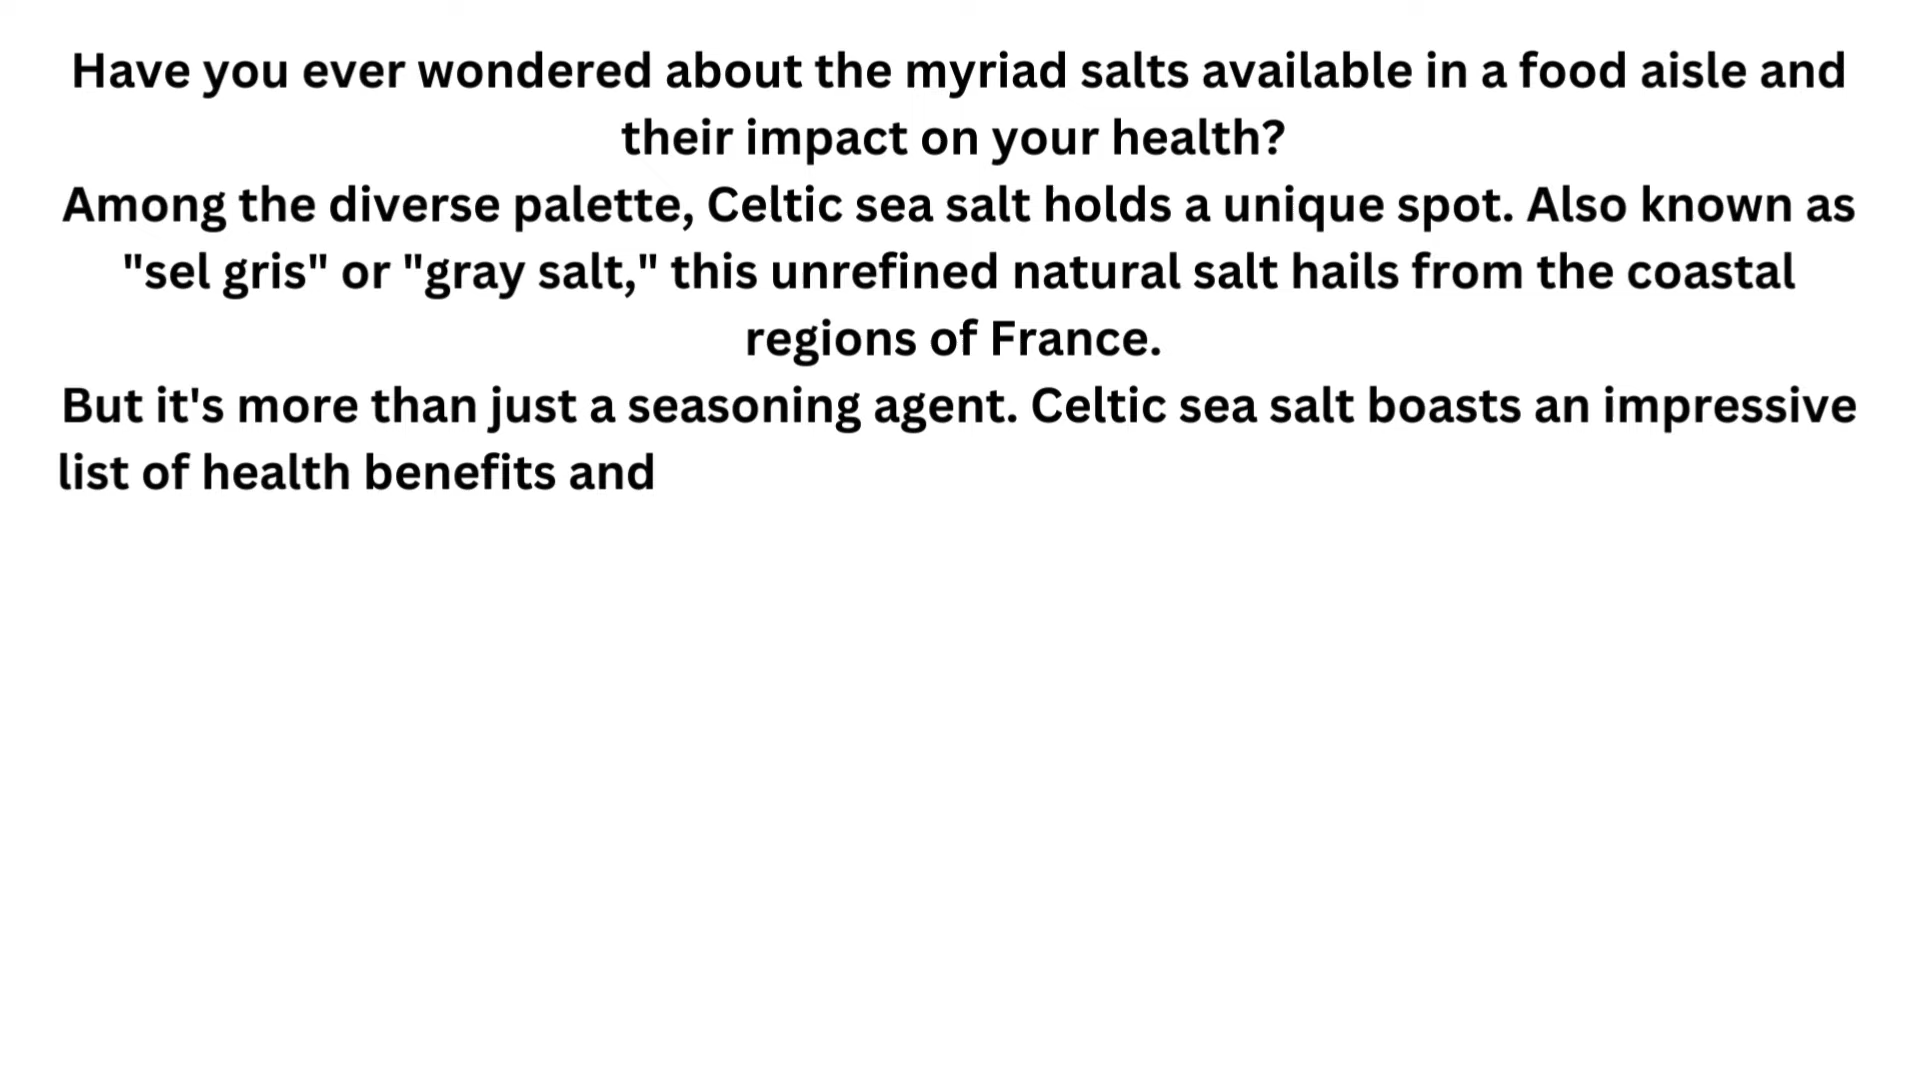 Have you ever wondered about the myriad salts available in a food aisle and
their impact on your health?
Among the diverse palette, Celtic sea salt holds a unique spot. Also known as
"sel gris" or "gray salt," this unrefined natural salt hails from the coastal
regions of France.
But it's more than just a seasoning agent. Celtic sea salt boasts an impressive
list of health benefits and